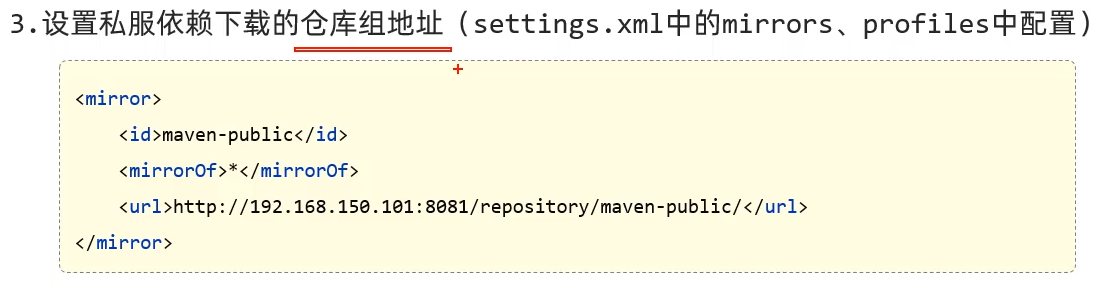 3.设置私服依赖下载的仓库组地址（settings.xml中的mirrors、profiles中配置）
<mirror>
    <id>maven-public</id>
    <mirrorOf>*</mirrorOf>
    <url>http://192.168.150.101:8081/repository/maven-public/</url>
</mirror>